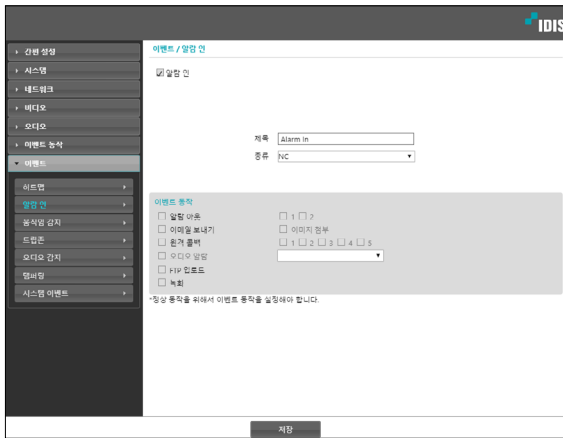 IDIS
간편 설정
시스템
네트워크
비디오
오디오
이벤트 동작
이벤트
히트맵
알람 인
움직임 감지
트립존
오디오 감지
탬퍼링
시스템 이벤트
이벤트 / 알람 인
알람 인
제목 Alarm In
종류 NC
이벤트 동작
알람 아웃 1 2
이메일 보내기 이미지 첨부
원격 콜백 1 2 3 4 5
오디오 알람
FTP 업로드
녹화
*정상 동작을 위해서 이벤트 동작을 설정해야 합니다.
저장